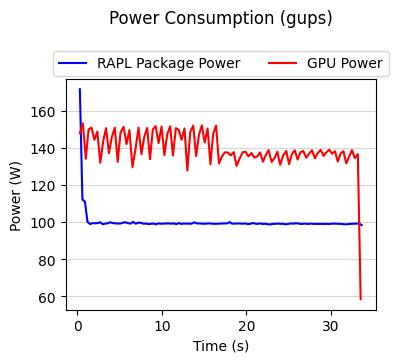 Power Consumption (gups)
RAPL Package Power
GPU Power
Power (W)
160
140
120
100
80
60
0
10
20
30
Time (s)